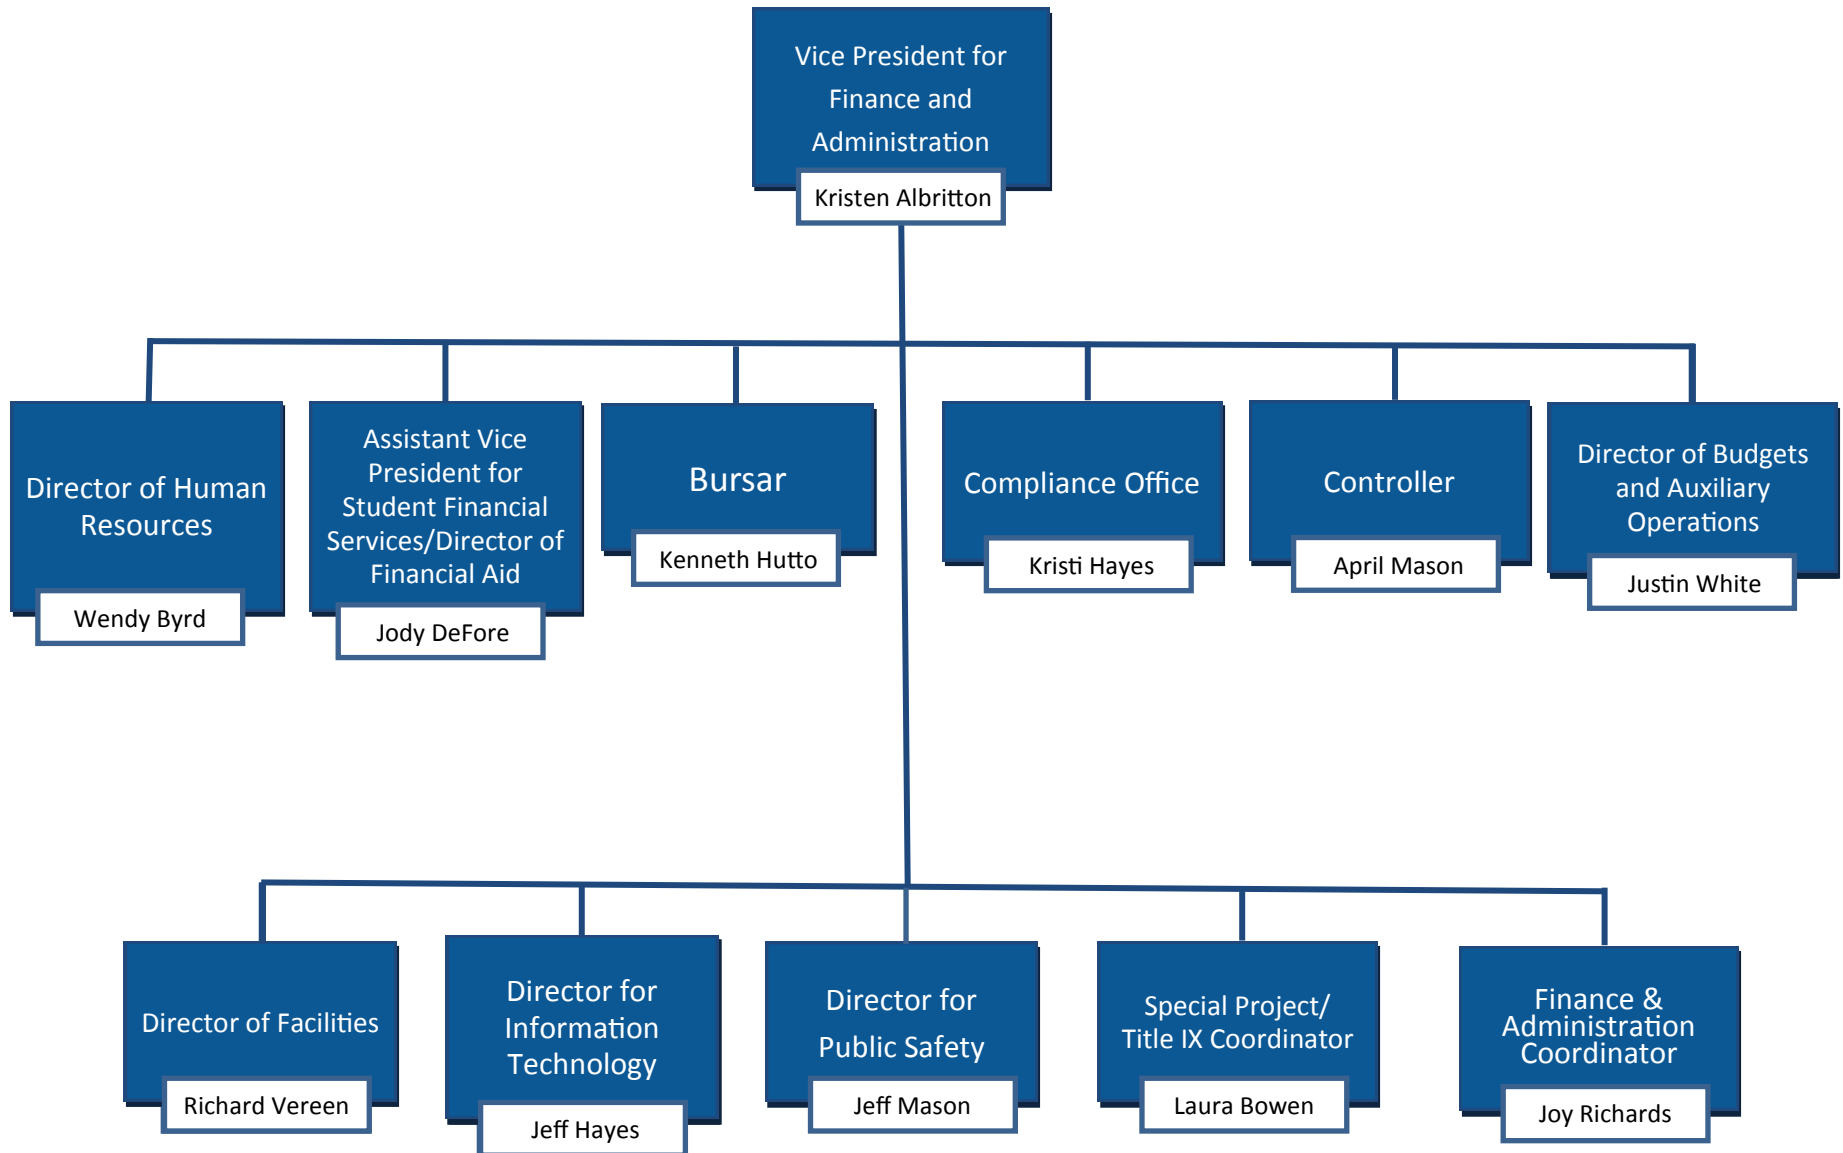 Vice President for
Finance and
Administration
Kristen Albritton
Director of Human
Resources
Wendy Byrd
Assistant Vice
President for
Student Financial
Services/Director of
Financial Aid
Jody DeFore
Bursar
Kenneth Hutto
Compliance Office
Kristi Hayes
Controller
April Mason
Director of Budgets
and Auxiliary
Operations
Justin White
Director of Facilities
Richard Vereen
Director for
Information
Technology
Jeff Hayes
Director for
Public Safety
Jeff Mason
Special Project/
Title IX Coordinator
Laura Bowen
Finance &
Administration
Coordinator
Joy Richards